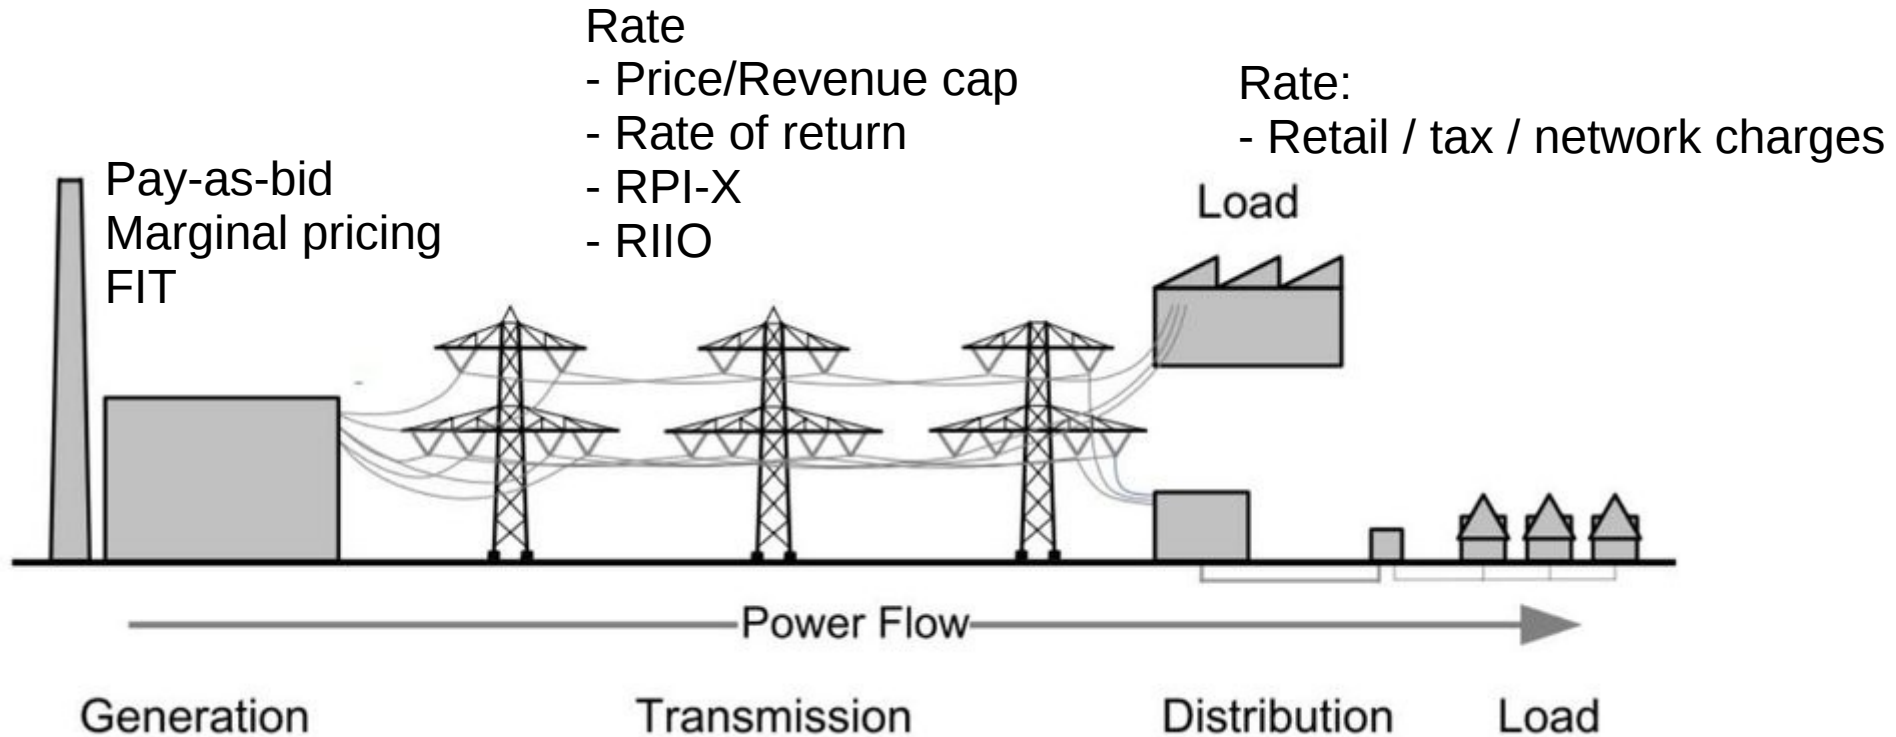 Rate
- Price/Revenue cap
- Rate of return
- RPI-X
- RIIO
Rate:
- Retail / tax / network charges
Pay-as-bid
Marginal pricing
FIT
Load
Power Flow
Generation
Transmission
Distribution
Load